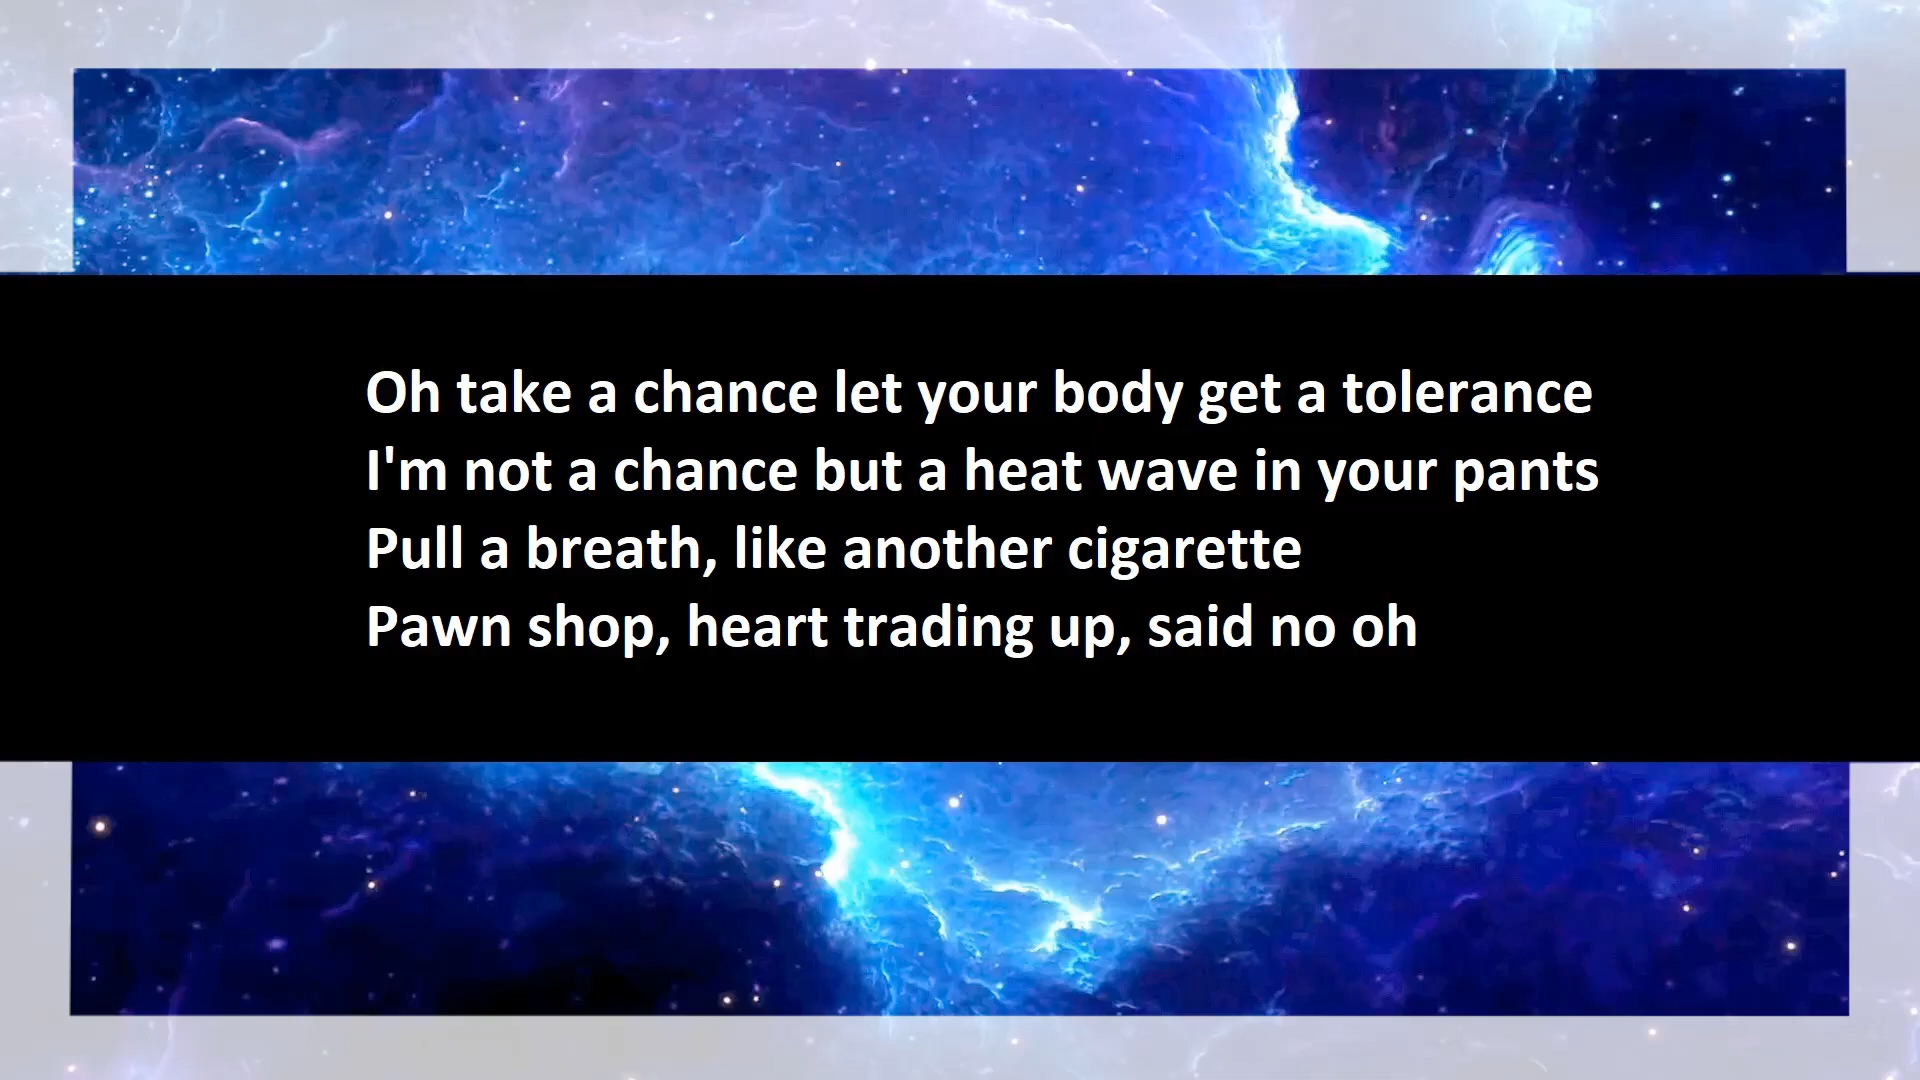 Oh take a chance let your body get a tolerance
I'm not a chance but a heat wave in your pants
Pull a breath, like another cigarette
Pawn shop, heart trading up, said no oh